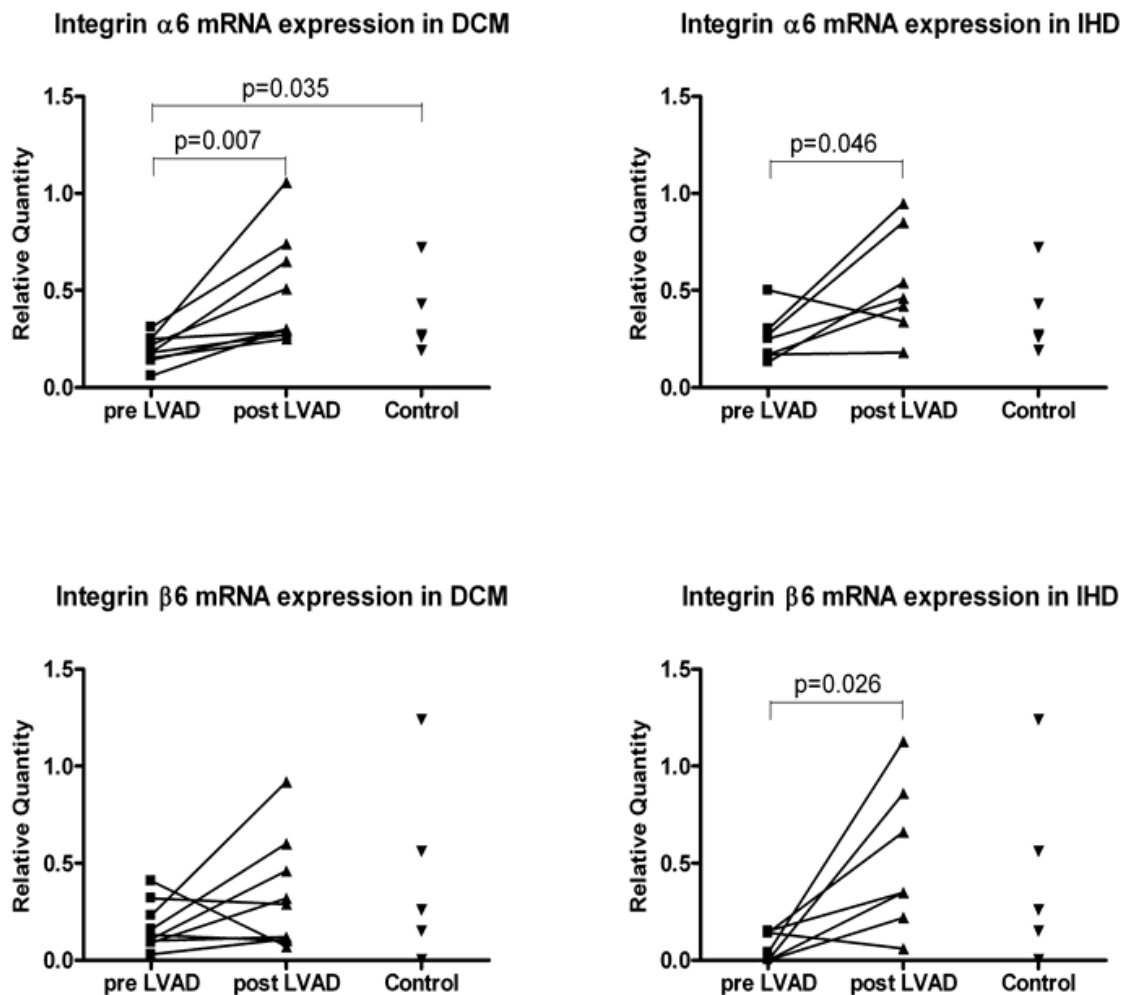 Integrin α6 mRNA expression in DCM
p=0.035
p=0.007
1.5
1.0
0.5
0.0
Relative Quantity
pre LVAD post LVAD Control
Integrin α6 mRNA expression in IHD
p=0.046
1.5
1.0
0.5
0.0
Relative Quantity
pre LVAD post LVAD Control
Integrin β6 mRNA expression in DCM
1.5
1.0
0.5
0.0
Relative Quantity
pre LVAD post LVAD Control
Integrin β6 mRNA expression in IHD
p=0.026
1.5
1.0
0.5
0.0
Relative Quantity
pre LVAD post LVAD Control